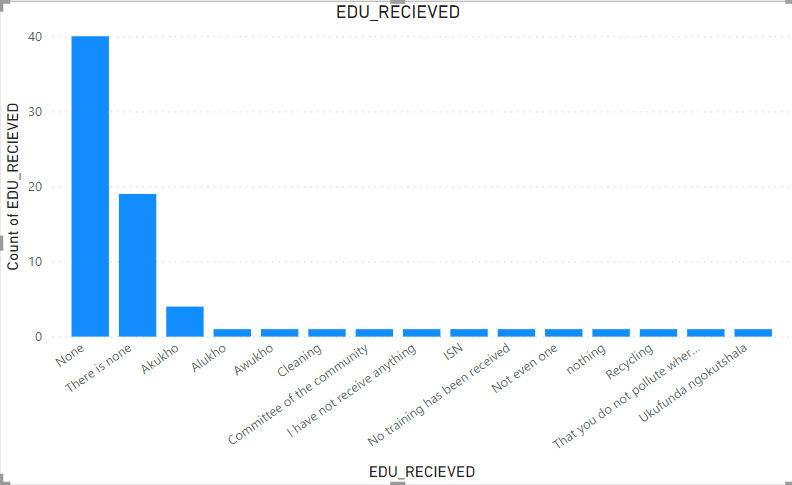 EDU_RECIEVED
Count of EDU_RECIEVED
40
30
20
10
0
None
There is none
Akukho
Alukho
Awukho
Cleaning
Committee of the community
I have not receive anything
ISN
No training has been received
Not even one
nothing
Recycling
That you do not pollute wher...
Ukufunda ngokutshala
EDU_RECIEVED